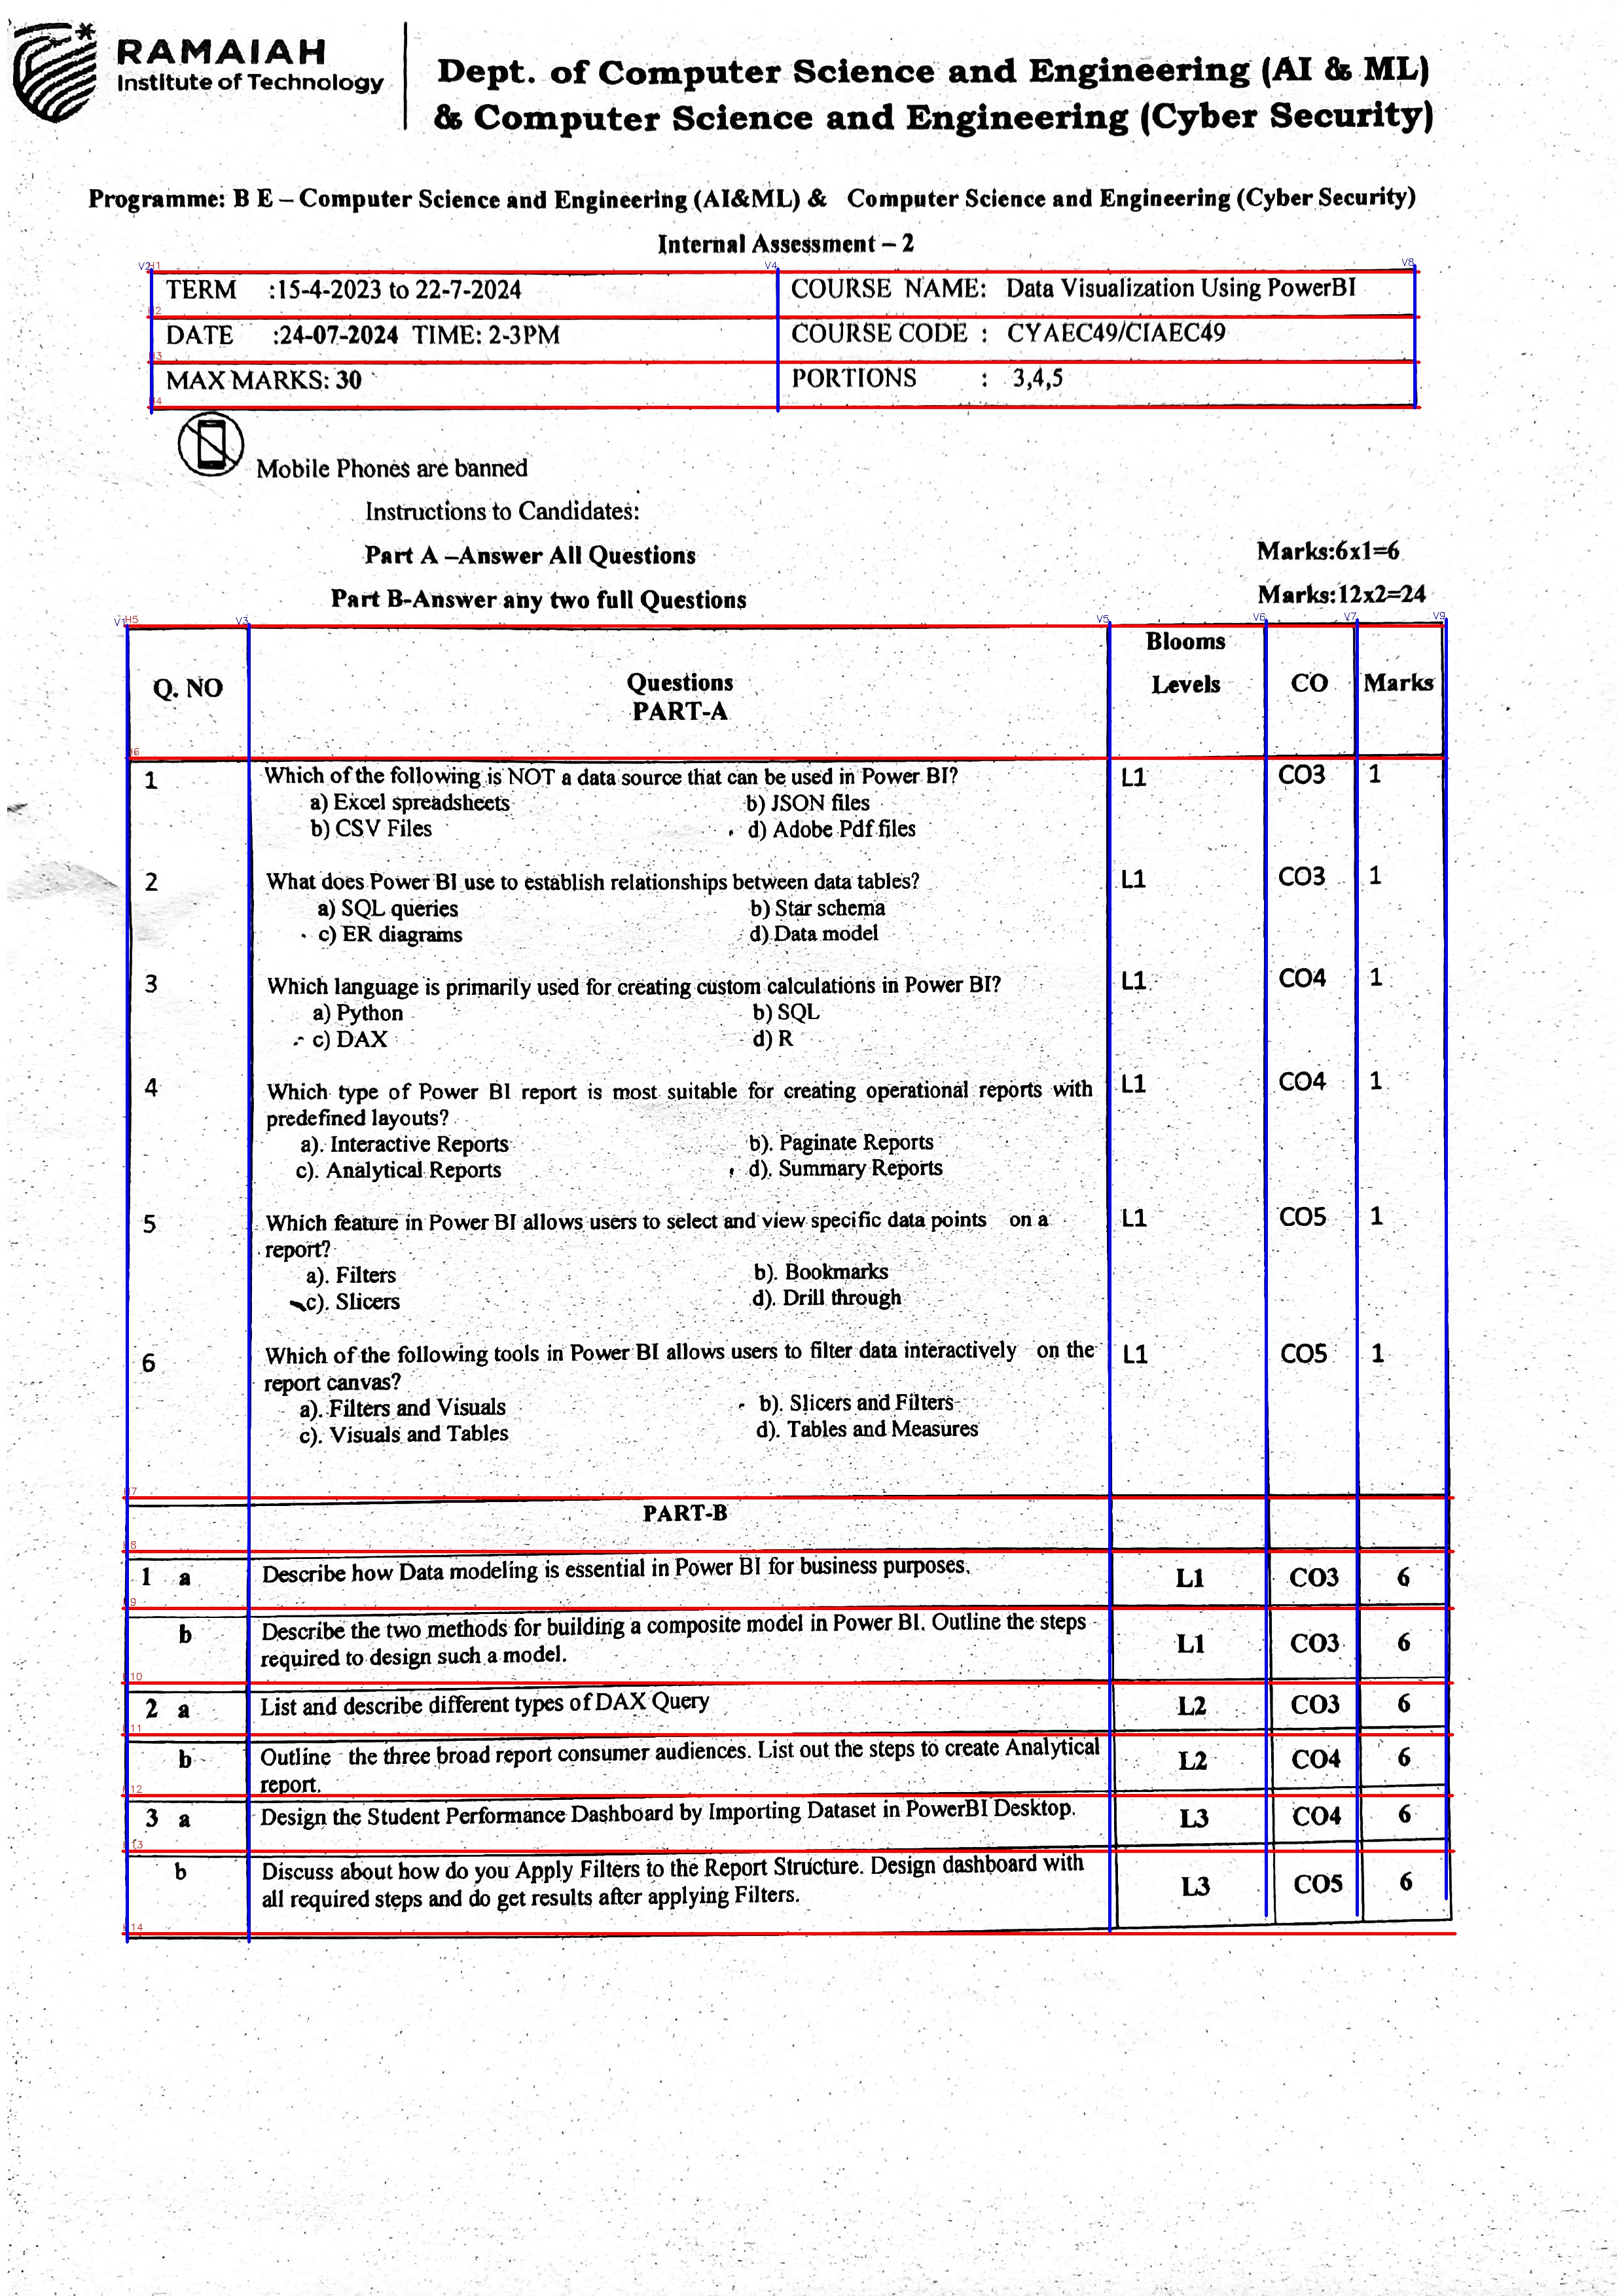 RAMAIAH
Institute of Technology
Dept. of Computer Science and Engineering (AI & ML)
& Computer Science and Engineering (Cyber Security)
Programme: B E – Computer Science and Engineering (AI&ML) & Computer Science and Engineering (Cyber Security)
Internal Assessment – 2
V2 H1 V4 V8
TERM :15-4-2023 to 22-7-2024 COURSE NAME: Data Visualization Using PowerBI
DATE :24-07-2024 TIME: 2-3PM COURSE CODE : CYAEC49/CIAEC49
MAX MARKS: 30 PORTIONS : 3,4,5
Mobile Phones are banned
Instructions to Candidates:
Part A –Answer All Questions Marks:6x1=6
Part B-Answer any two full Questions Marks:12x2=24
V1 H5 V3 V5 V6 V7 V9
Q. NO Questions Blooms Levels CO Marks
PART-A
1 Which of the following is NOT a data source that can be used in Power BI? L1 CO3 1
a) Excel spreadsheets b) JSON files
b) CSV Files d) Adobe Pdf files
2 What does Power BI use to establish relationships between data tables? L1 CO3 1
a) SQL queries b) Star schema
c) ER diagrams d) Data model
3 Which language is primarily used for creating custom calculations in Power BI? L1 CO4 1
a) Python b) SQL
c) DAX d) R
4 Which type of Power BI report is most suitable for creating operational reports with L1 CO4 1
predefined layouts?
a). Interactive Reports b). Paginate Reports
c). Analytical Reports d). Summary Reports
5 Which feature in Power BI allows users to select and view specific data points on a L1 CO5 1
report?
a). Filters b). Bookmarks
c). Slicers d). Drill through
6 Which of the following tools in Power BI allows users to filter data interactively on the L1 CO5 1
report canvas?
a). Filters and Visuals b). Slicers and Filters
c). Visuals and Tables d). Tables and Measures
PART-B
1 a Describe how Data modeling is essential in Power BI for business purposes. L1 CO3 6
b Describe the two methods for building a composite model in Power BI. Outline the steps L1 CO3 6
required to design such a model.
2 a List and describe different types of DAX Query L2 CO3 6
b Outline the three broad report consumer audiences. List out the steps to create Analytical L2 CO4 6
report.
3 a Design the Student Performance Dashboard by Importing Dataset in PowerBI Desktop. L3 CO4 6
b Discuss about how do you Apply Filters to the Report Structure. Design dashboard with L3 CO5 6
all required steps and do get results after applying Filters.